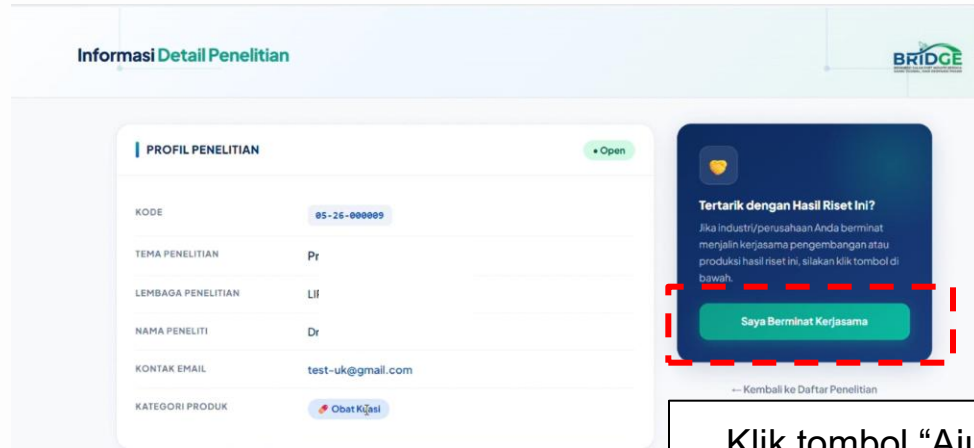 Informasi Detail Penelitian
BRIDGE
PROFIL PENELITIAN
• Open
KODE
05-26-000009
TEMA PENELITIAN
Pr
LEMBAGA PENELITIAN
NAMA PENELITI
Dr
KONTAK EMAIL
test-uk@gmail.com
KATEGORI PRODUK
Obat Kuasi
Tertarik dengan Hasil Riset Ini?
Jika industri/perusahaan Anda berminat
menjalin kerjasama pengembangan atau
produksi hasil riset ini, silakan klik tombol di
bawah.
Saya Berminat Kerjasama
← Kembali ke Daftar Penelitian
Klik tombol “Aju